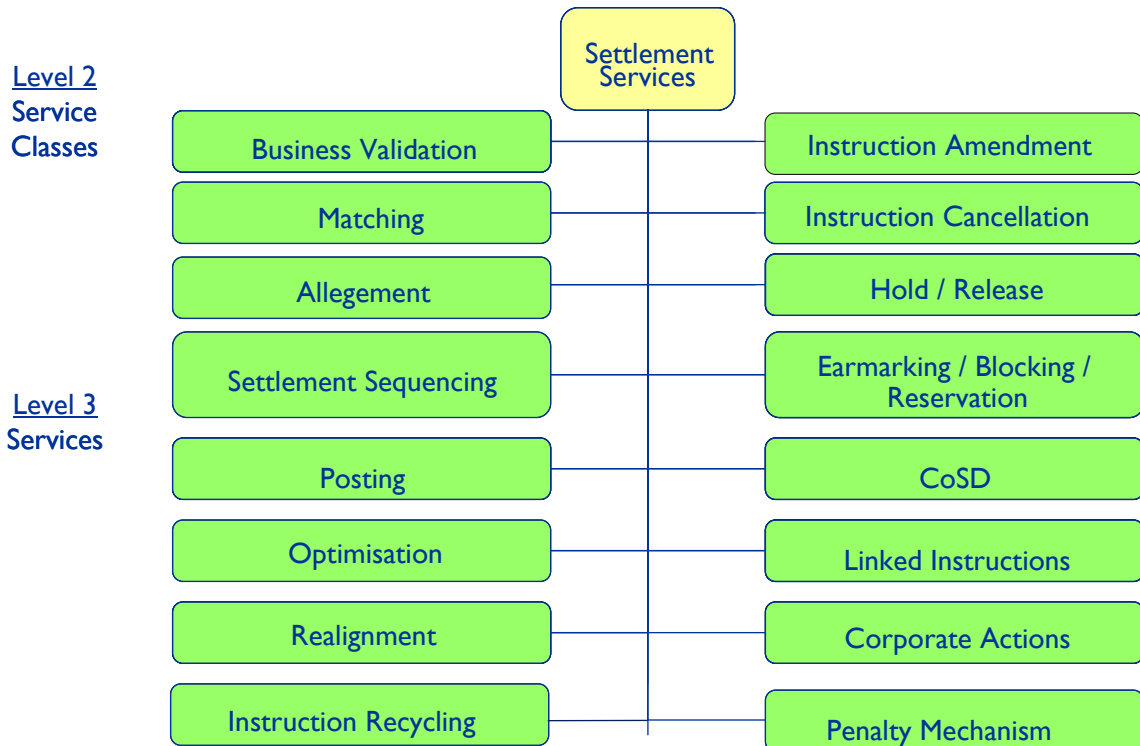 Settlement
Services
Level 2
Service
Classes
Business Validation
Instruction Amendment
Matching
Instruction Cancellation
Allegement
Hold / Release
Settlement Sequencing
Earmarking / Blocking /
Reservation
Level 3
Services
Posting
CoSD
Optimisation
Linked Instructions
Realignment
Corporate Actions
Instruction Recycling
Penalty Mechanism